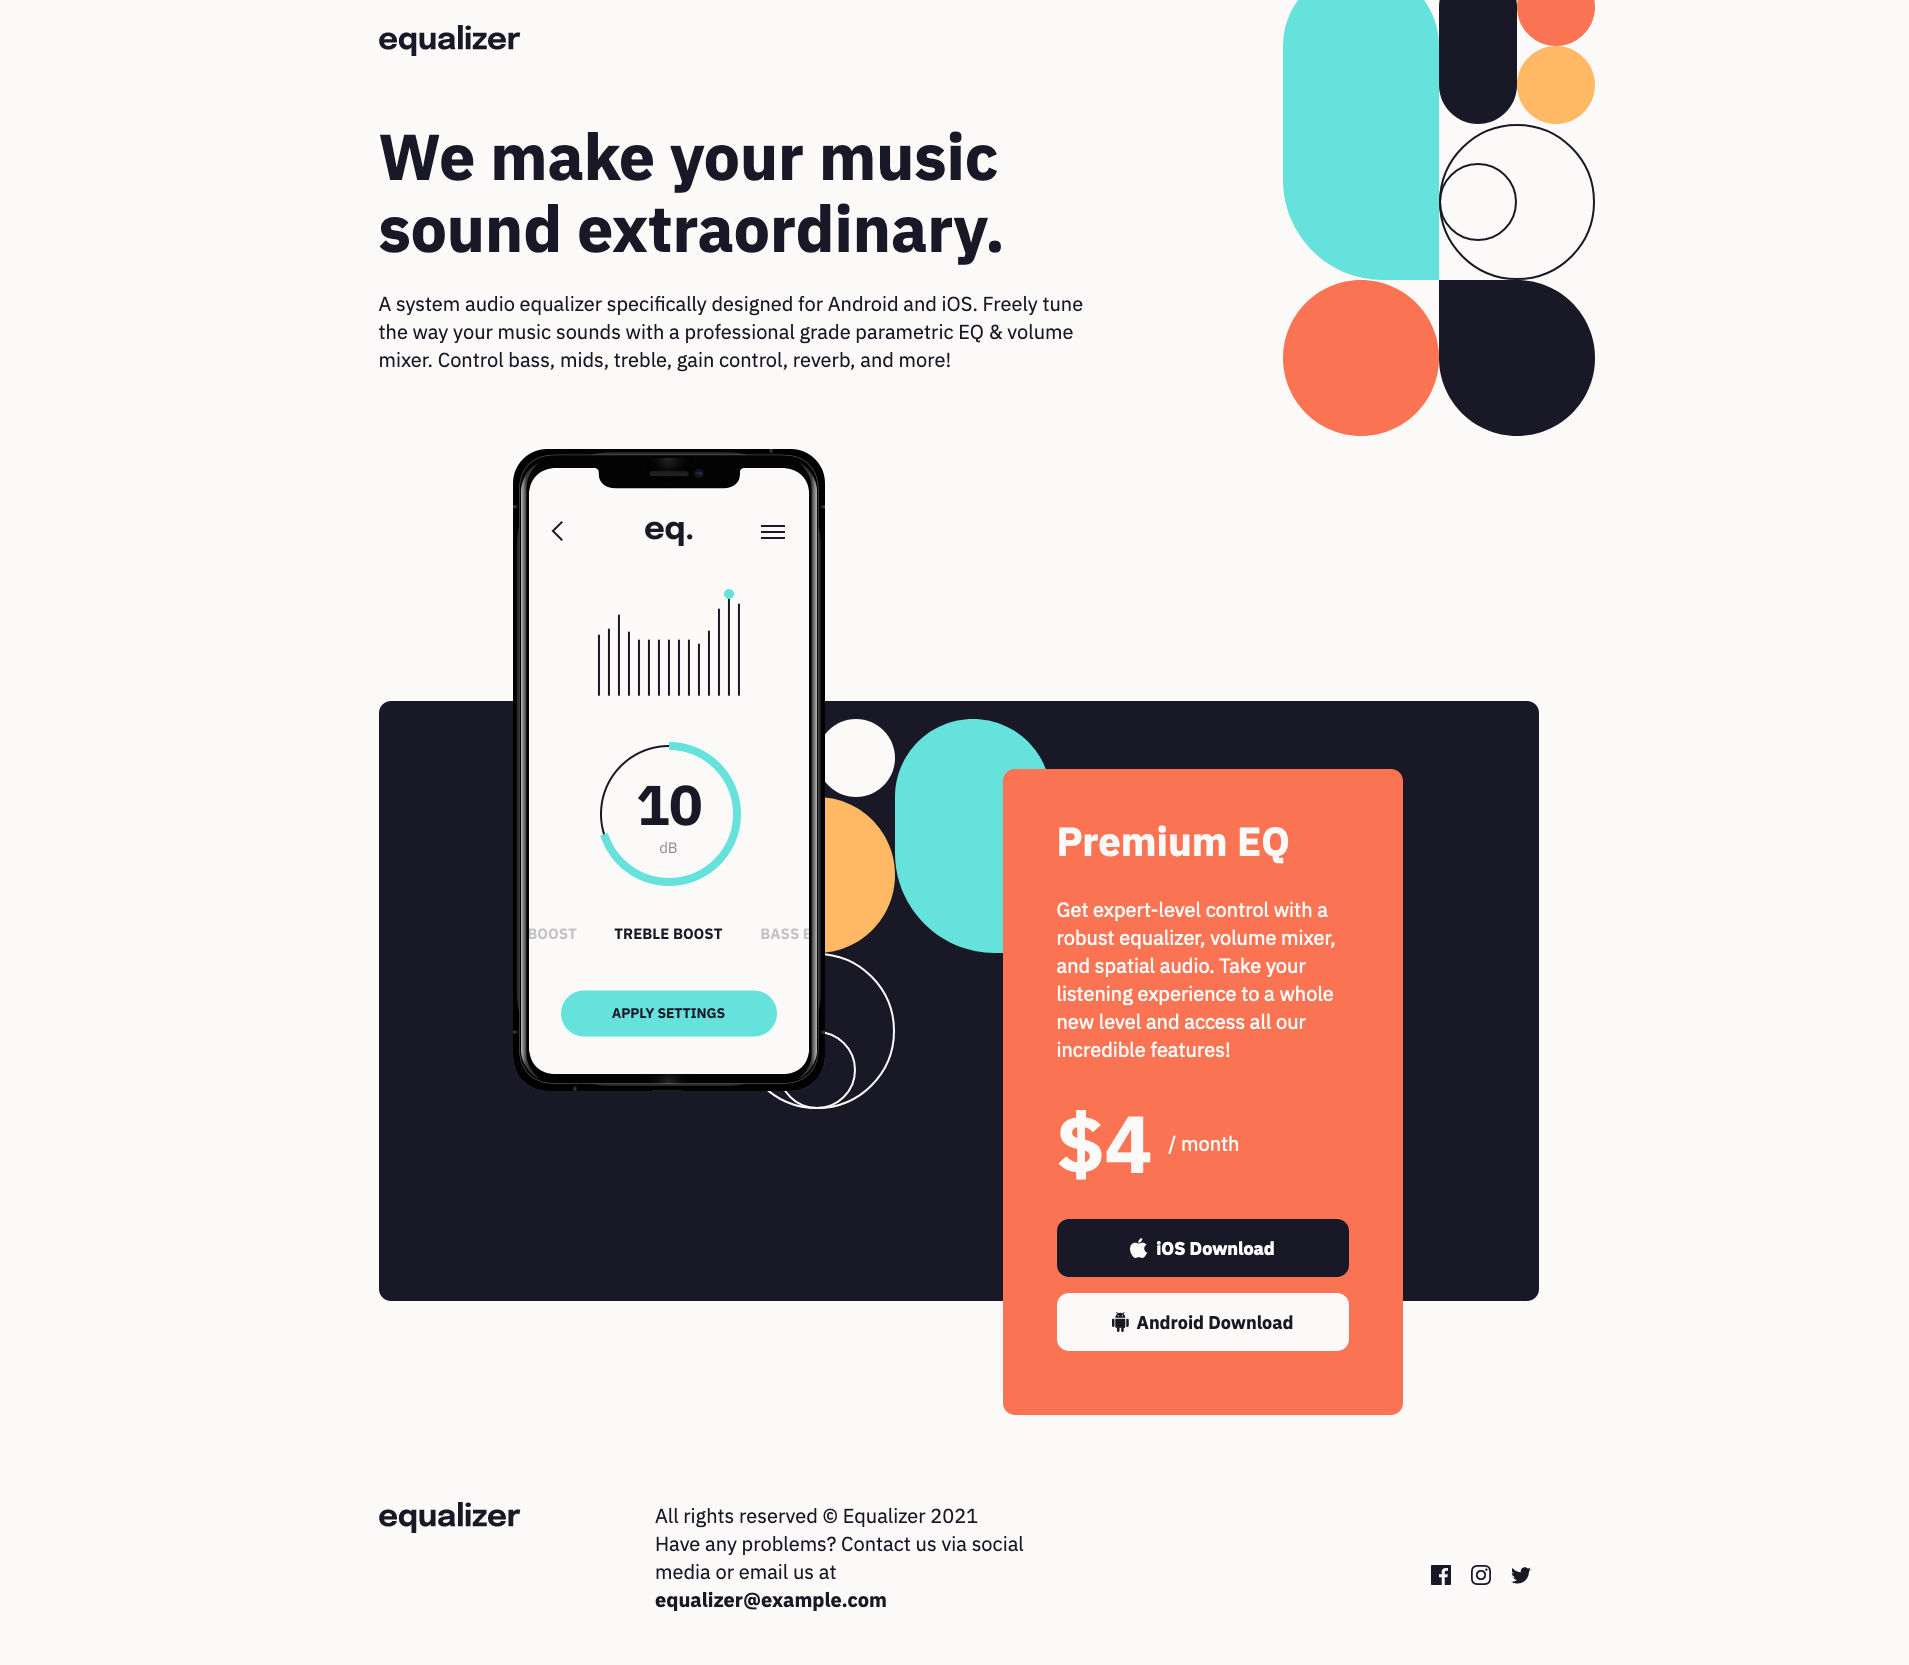 equalizer
We make your music
sound extraordinary.
A system audio equalizer specifically designed for Android and iOS. Freely tune
the way your music sounds with a professional grade parametric EQ & volume
mixer. Control bass, mids, treble, gain control, reverb, and more!
eq.
10
dB
BOOST TREBLE BOOST BASS
APPLY SETTINGS
Premium EQ
Get expert-level control with a
robust equalizer, volume mixer,
and spatial audio. Take your
listening experience to a whole
new level and access all our
incredible features!
$4 / month
iOS Download
Android Download
equalizer
All rights reserved © Equalizer 2021
Have any problems? Contact us via social
media or email us at
equalizer@example.com